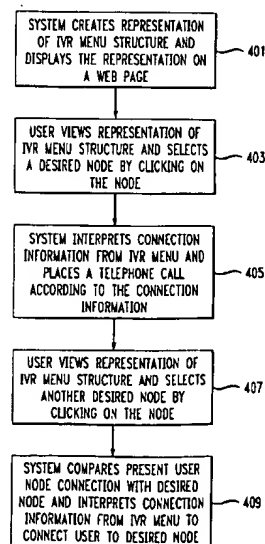 SYSTEM CREATES REPRESENTATION
OF IVR MENU STRUCTURE AND
DISPLAYS THE REPRESENTATION ON
A WEB PAGE
401
USER VIEWS REPRESENTATION OF
IVR MENU STRUCTURE AND SELECTS
A DESIRED NODE BY CLICKING ON
THE NODE
403
SYSTEM INTERPRETS CONNECTION
INFORMATION FROM IVR MENU AND
PLACES A TELEPHONE CALL
ACCORDING TO THE CONNECTION
INFORMATION
405
USER VIEWS REPRESENTATION OF
IVR MENU STRUCTURE AND SELECTS
ANOTHER DESIRED NODE BY
CLICKING ON THE NODE
407
SYSTEM COMPARES PRESENT USER
NODE CONNECTION WITH DESIRED
NODE AND INTERPRETS CONNECTION
INFORMATION FROM IVR MENU TO
CONNECT USER TO DESIRED NODE
409